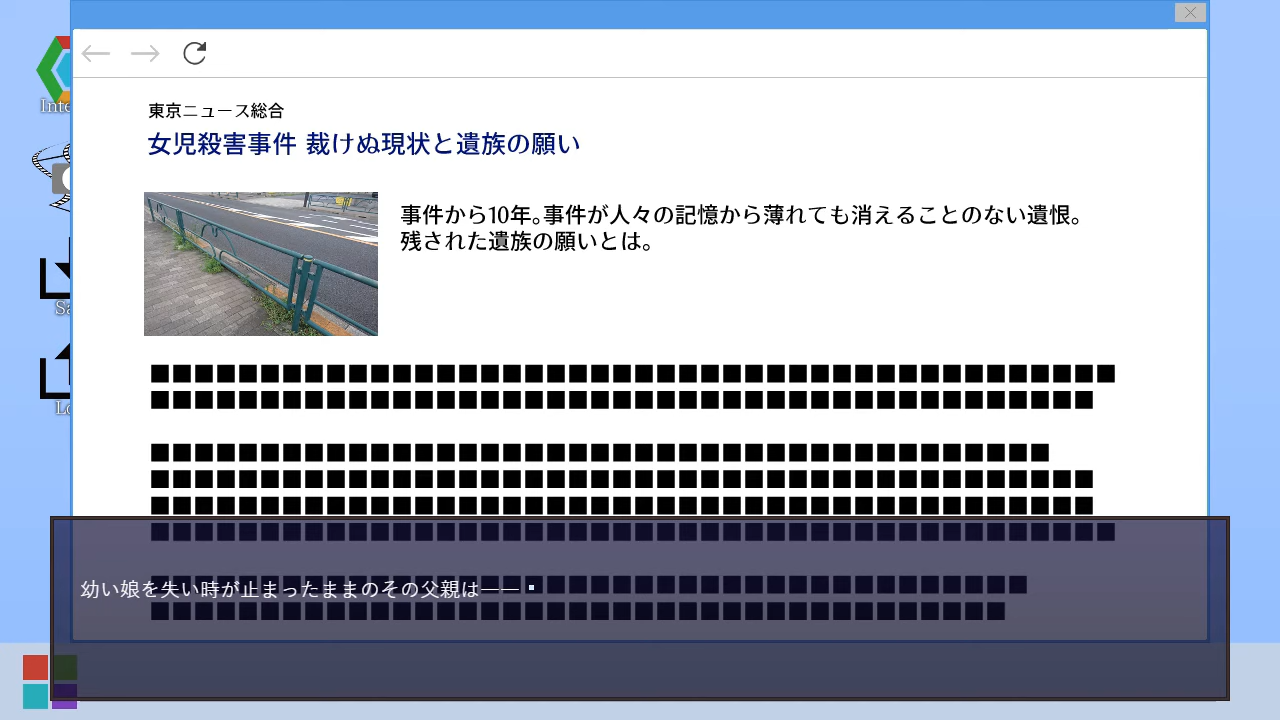 東京ニュース総合
女児殺害事件 裁けぬ現状と遺族の願い
事件から10年。事件が人々の記憶から薄れても消えることのない遺恨。
残された遺族の願いとは。
■■■■■■■■■■■■■■■■■■■■■■■■■■■■■■■■■■■■■■■■■■■■
■■■■■■■■■■■■■■■■■■■■■■■■■■■■■■■■■■■■■■■■■■■
■■■■■■■■■■■■■■■■■■■■■■■■■■■■■■■■■■■■■■■■■
■■■■■■■■■■■■■■■■■■■■■■■■■■■■■■■■■■■■■■■■■■■
■■■■■■■■■■■■■■■■■■■■■■■■■■■■■■■■■■■■■■■■■■■
■■■■■■■■■■■■■■■■■■■■■■■■■■■■■■■■■■■■■■■■■■■■
■■■■■■■■■■■■■■■■■■■■■■■■■■■■■■■■■■■■■■■■
■■■■■■■■■■■■■■■■■■■■■■■■■■■■■■■■■■■■■■■
幼い娘を失い時が止まったままのその父親は――